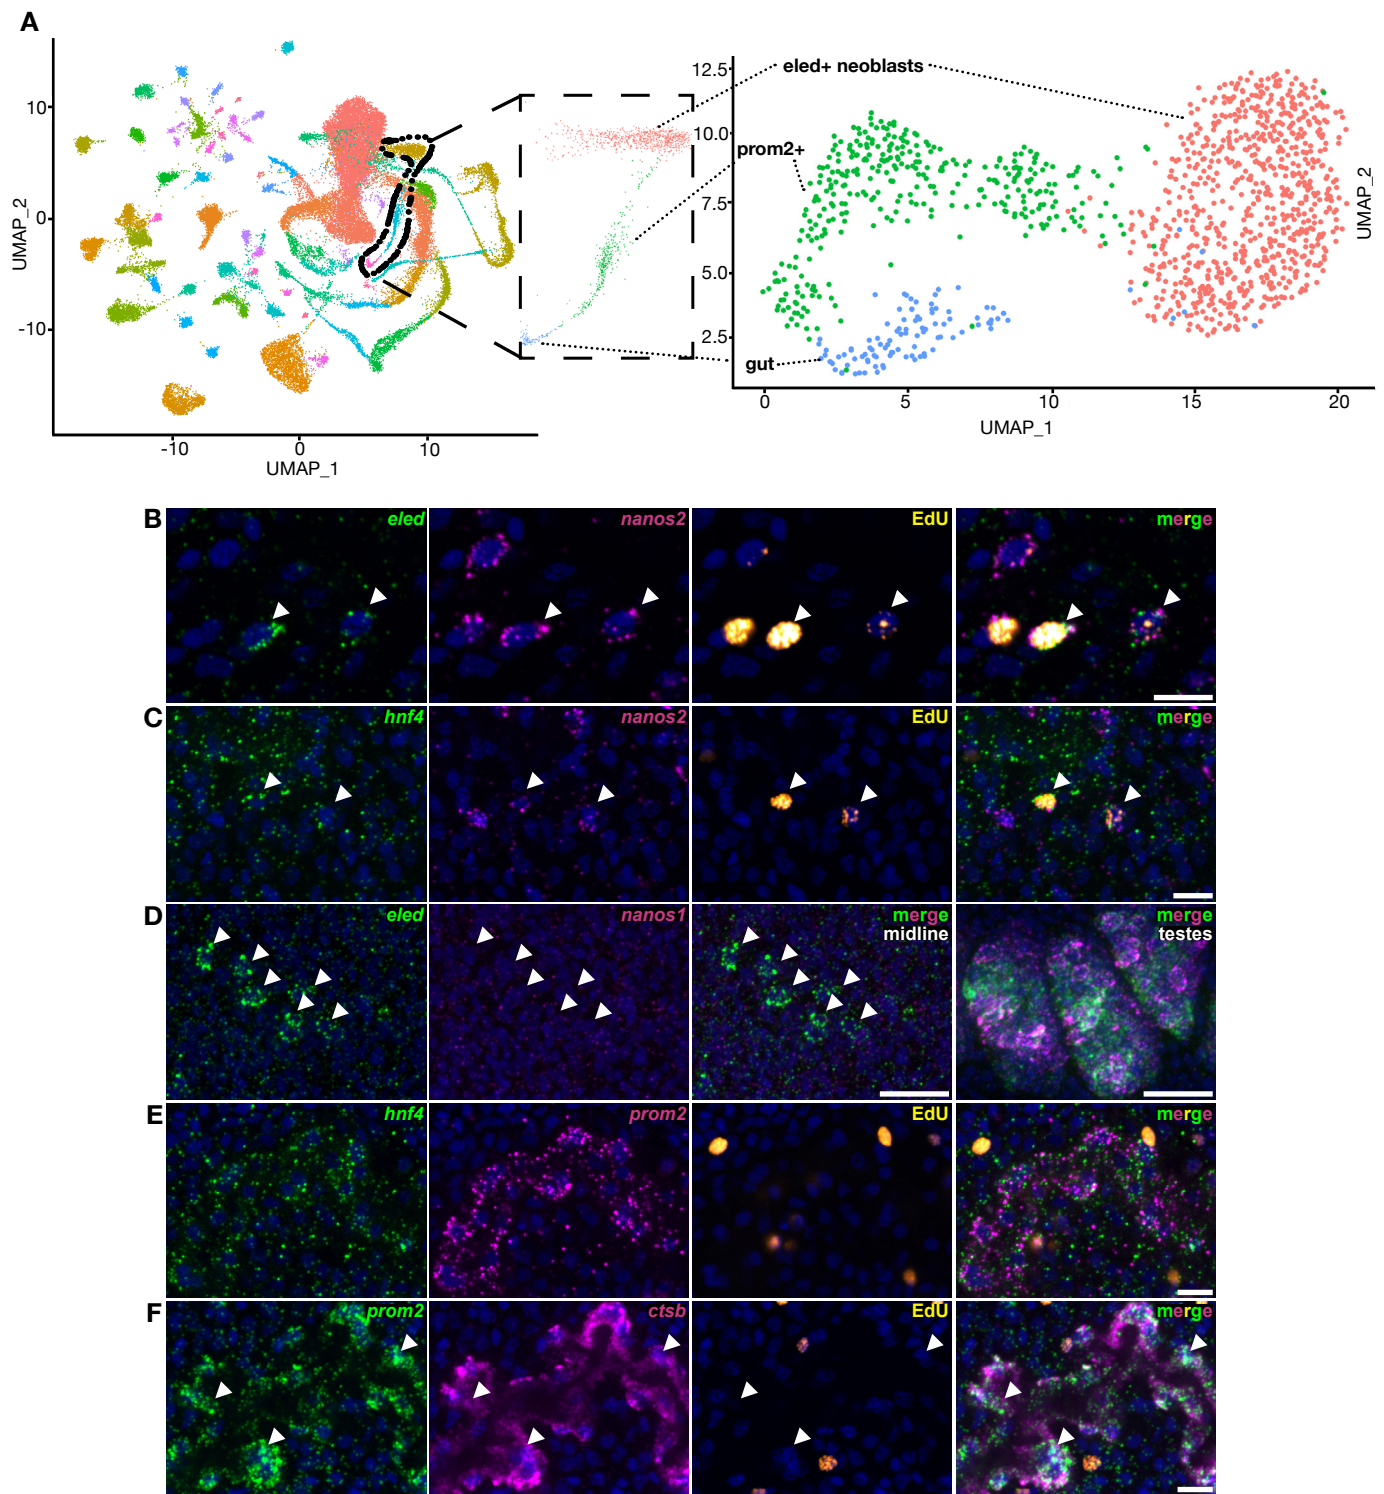 A
10
0
-10
UMAP_2
-10
0
10
UMAP_1
eled+ neoblasts
prom2+
gut
12.5
10.0
7.5
5.0
2.5
UMAP_2
0
5
10
15
20
UMAP_1
B
eled
nanos2
EdU
merge
C
hnf4
nanos2
EdU
merge
D
eled
nanos1
merge
midline
merge
testes
E
hnf4
prom2
EdU
merge
F
prom2
ctsb
EdU
merge